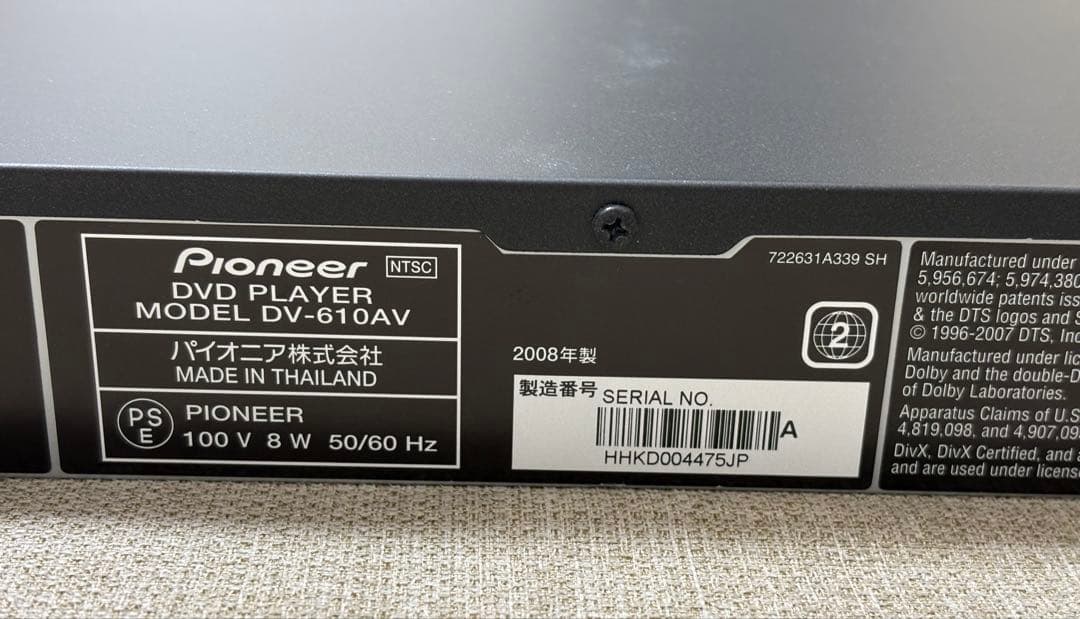 Pioneer NTSC
DVD PLAYER
MODEL DV-610AV
パイオニア株式会社
MADE IN THAILAND
PS
E
PIONEER
100 V 8 W 50/60 Hz
722631A339 SH
2
2008年製
製造番号 SERIAL NO.
A
HHKD004475JP
Manufactured under
5,956,674; 5,974,380
worldwide patents iss
& the DTS logos and S
© 1996-2007 DTS, Inc
Manufactured under lic
Dolby and the double-D
of Dolby Laboratories.
Apparatus Claims of U.S
4,819,098, and 4,907,09
DivX, DivX Certified, and a
and are used under license